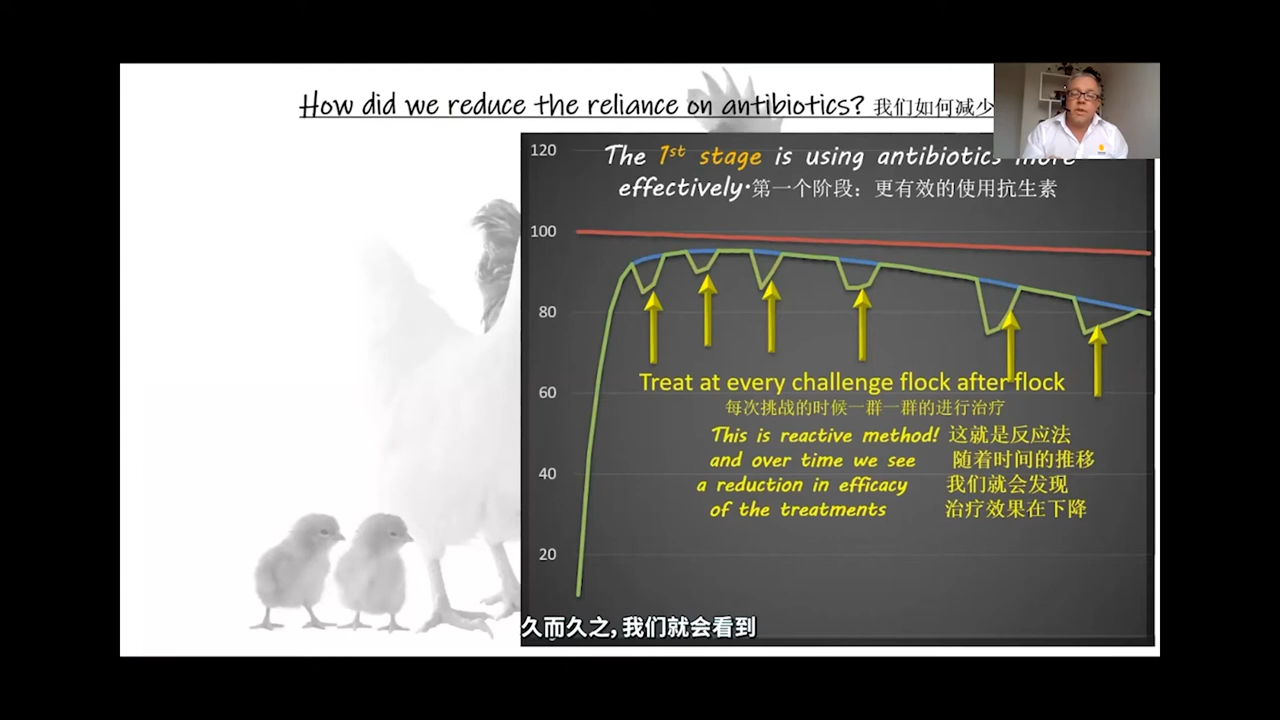 How did we reduce the reliance on antibiotics? 我们如何减少
120
The 1st stage is using antibiotics more
effectively·第一个阶段：更有效的使用抗生素
100
80
Treat at every challenge flock after flock
60
每次挑战的时候一群一群的进行治疗
This is reactive method! 这就是反应法
and over time we see 随着时间的推移
40
a reduction in efficacy 我们就会发现
of the treatments 治疗效果在下降
20
久而久之, 我们就会看到